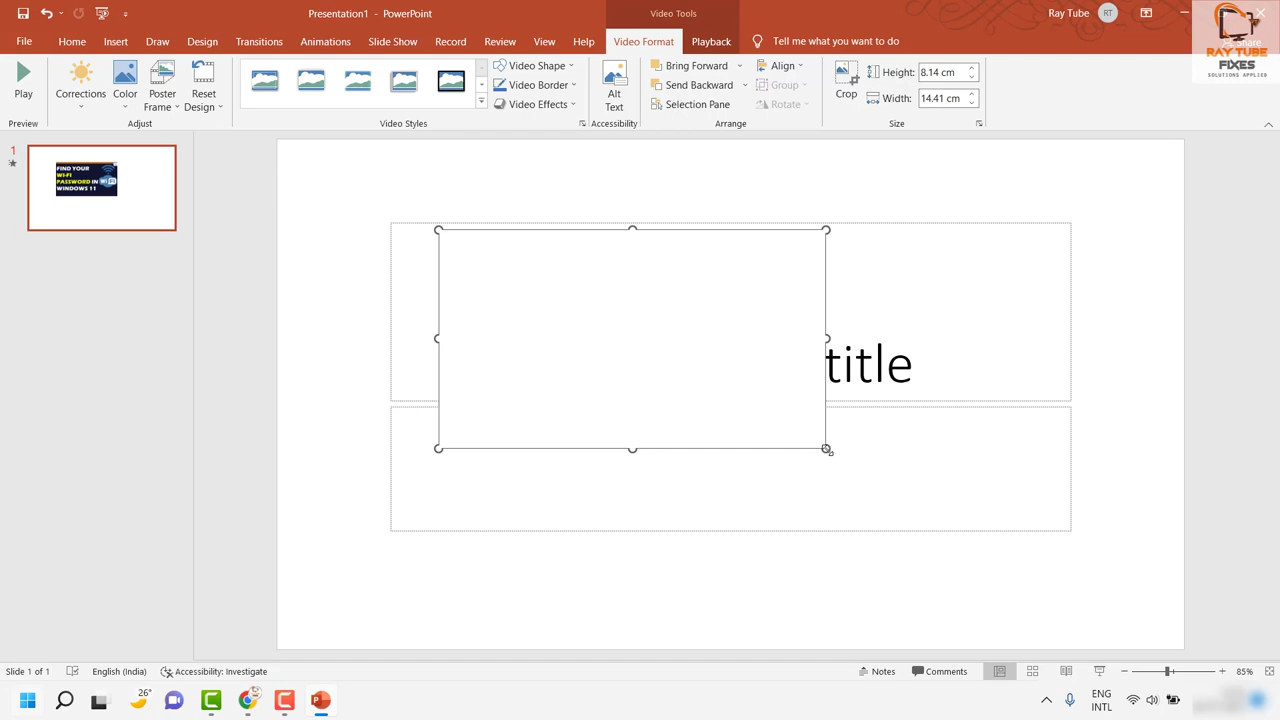 Presentation1 - PowerPoint
Video Tools
Ray Tube
RT
File
Home
Insert
Draw
Design
Transitions
Animations
Slide Show
Record
Review
View
Help
Video Format
Playback
Tell me what you want to do
Share
RAY TUBE
FIXES
SOLUTIONS APPLIED
Play
Corrections
Color
Poster
Frame
Reset
Design
Video Shape
Video Border
Video Effects
Alt
Text
Bring Forward
Send Backward
Selection Pane
Align
Group
Rotate
Crop
Height:
8.14 cm
Width:
14.41 cm
Preview
Adjust
Video Styles
Accessibility
Arrange
Size
1
FIND YOUR
WI-FI
PASSWORD IN
WINDOWS 11
title
Slide 1 of 1
English (India)
Accessibility: Investigate
Notes
Comments
85%
26°
ENG
INTL